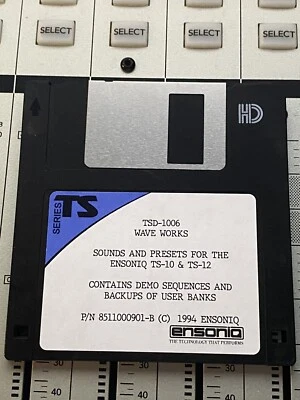 SELECT SELECT SELECT SELECT
HD
SERIES TS
TSD-1006
WAVE WORKS
SOUNDS AND PRESETS FOR THE
ENSONIQ TS-10 & TS-12
CONTAINS DEMO SEQUENCES AND
BACKUPS OF USER BANKS
P/N 8511000901-B (C) 1994 ENSONIQ
ensoniq
THE TECHNOLOGY THAT PERFORMS
30 30 30
40 40 40